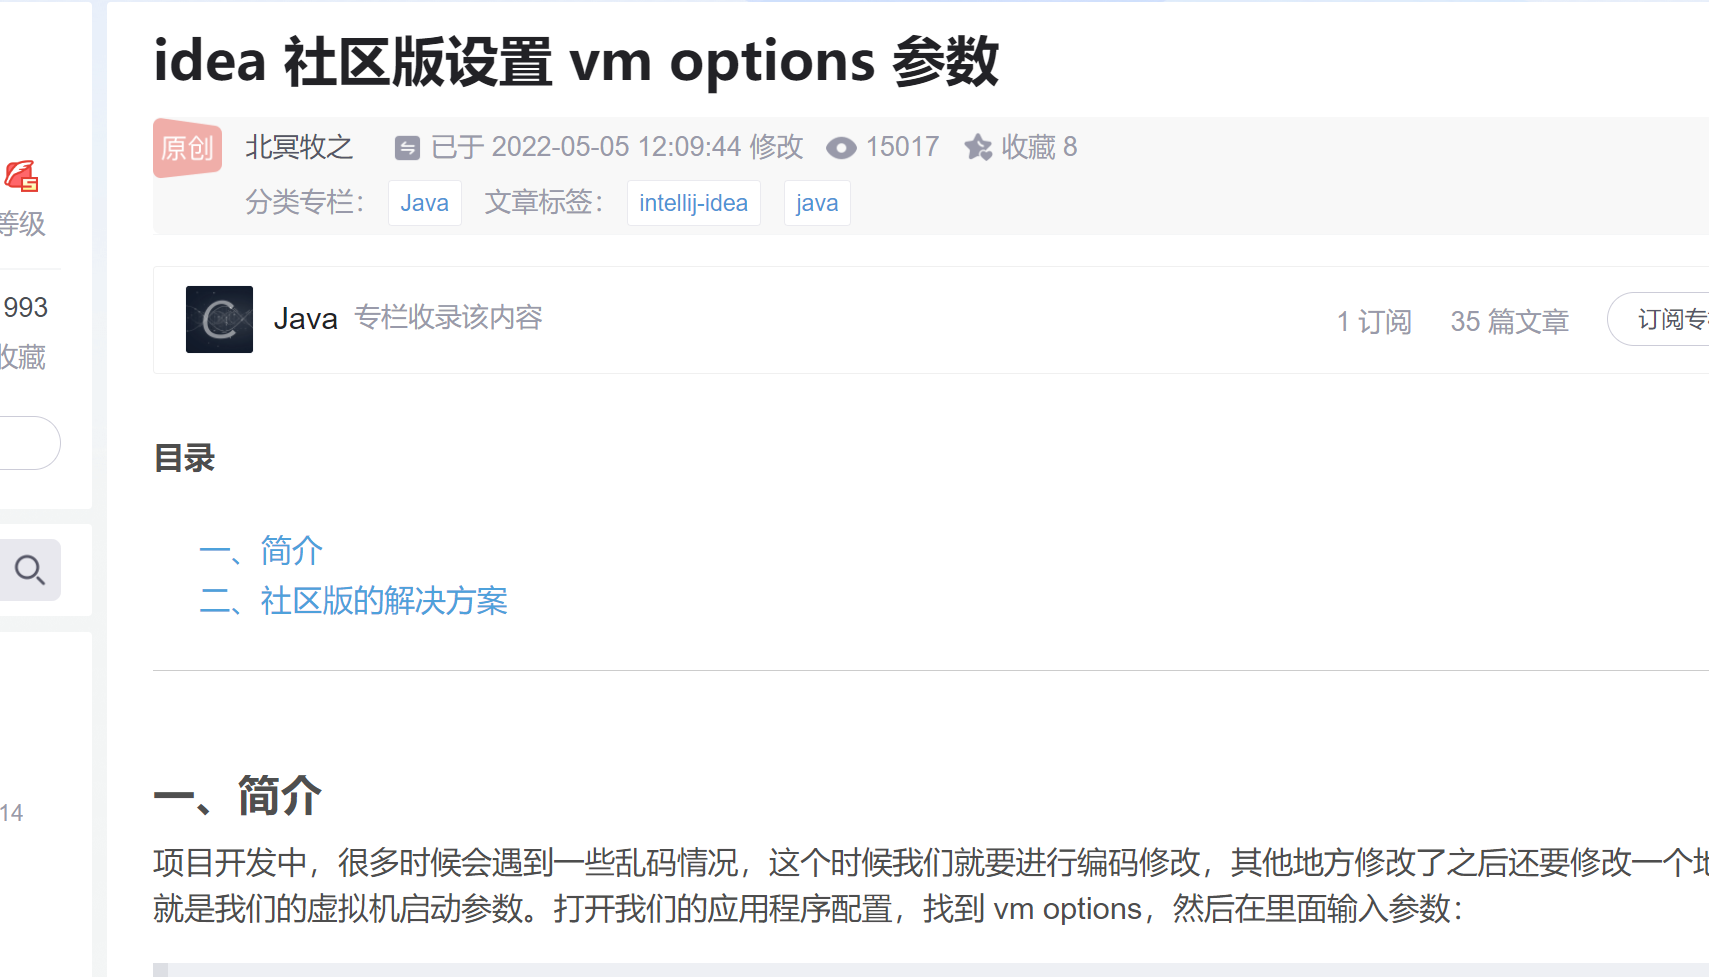 idea 社区版设置 vm options 参数
原创 北冥牧之 已于 2022-05-05 12:09:44 修改 15017 收藏 8
分类专栏： Java 文章标签： intellij-idea java
等级
993
收藏
Java 专栏收录该内容 1 订阅 35 篇文章 订阅专
目录
一、简介
二、社区版的解决方案
一、简介
14
项目开发中，很多时候会遇到一些乱码情况，这个时候我们就要进行编码修改，其他地方修改了之后还要修改一个地
就是我们的虚拟机启动参数。打开我们的应用程序配置，找到 vm options，然后在里面输入参数：